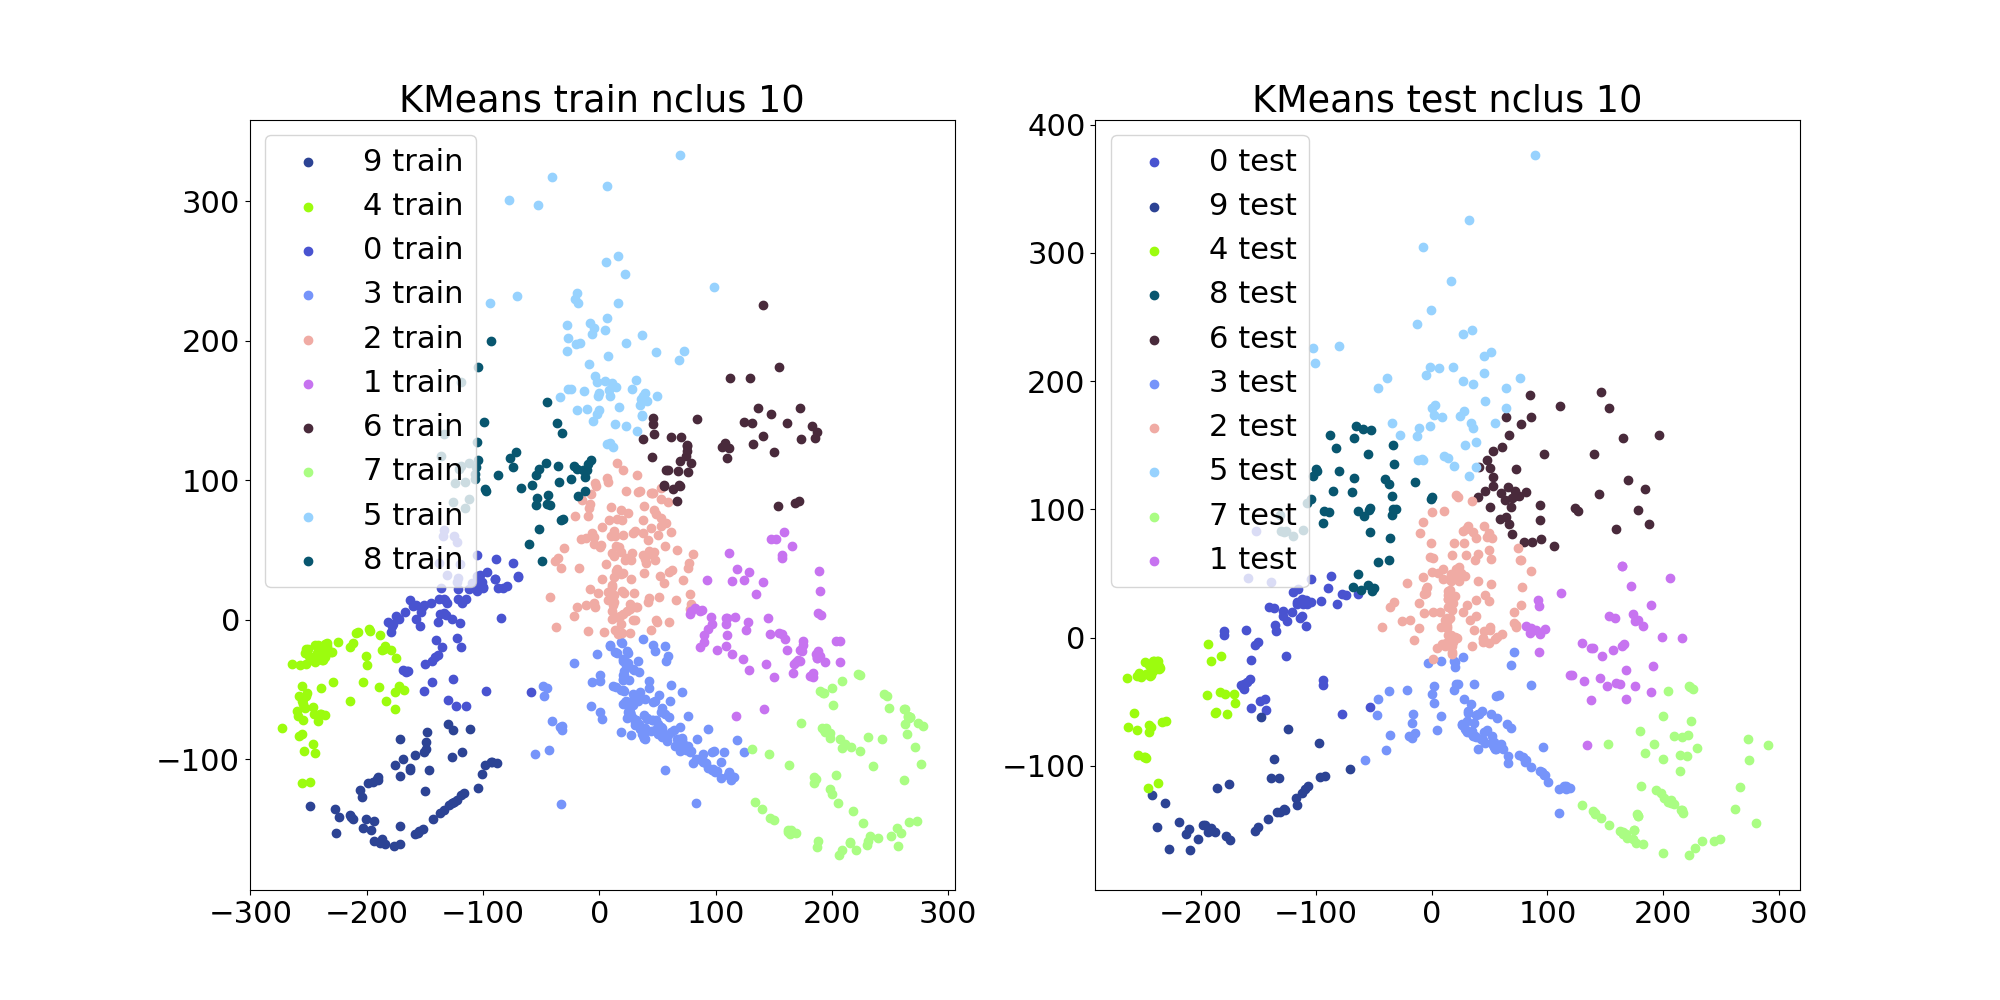 KMeans train nclus 10
300
200
100
0
−100
−300 −200 −100 0 100 200 300
9 train
4 train
0 train
3 train
2 train
1 train
6 train
7 train
5 train
8 train
KMeans test nclus 10
400
300
200
100
0
−100
−200 −100 0 100 200 300
0 test
9 test
4 test
8 test
6 test
3 test
2 test
5 test
7 test
1 test